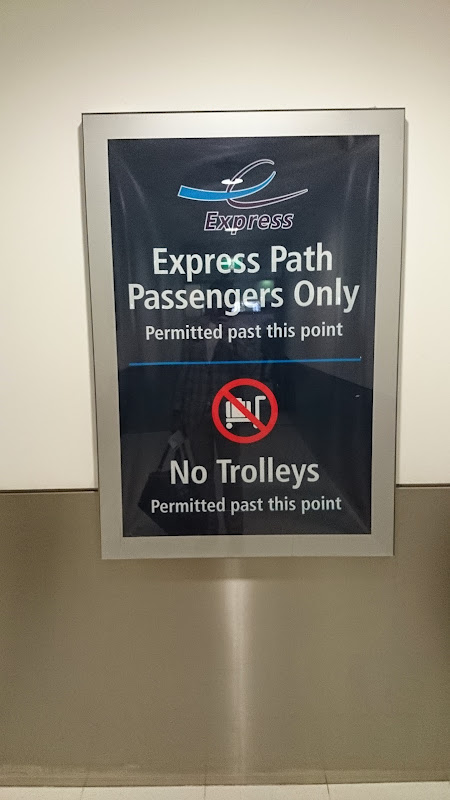 Express
Express Path
Passengers Only
Permitted past this point
No Trolleys
Permitted past this point